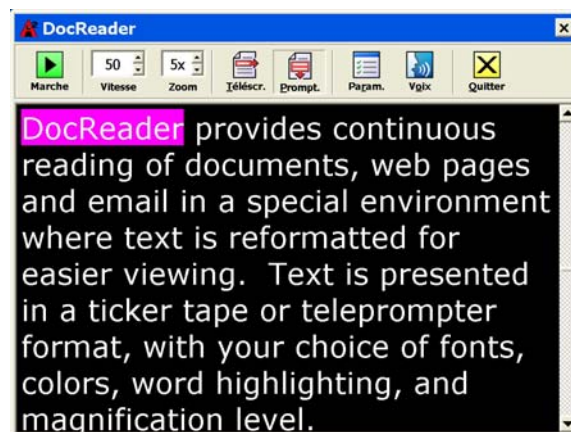 DocReader
50 5x
Marche Vitesse Zoom Téléscr. Prompt. Param. Voix Quitter
DocReader provides continuous
reading of documents, web pages
and email in a special environment
where text is reformatted for
easier viewing. Text is presented
in a ticker tape or teleprompter
format, with your choice of fonts,
colors, word highlighting, and
magnification level.